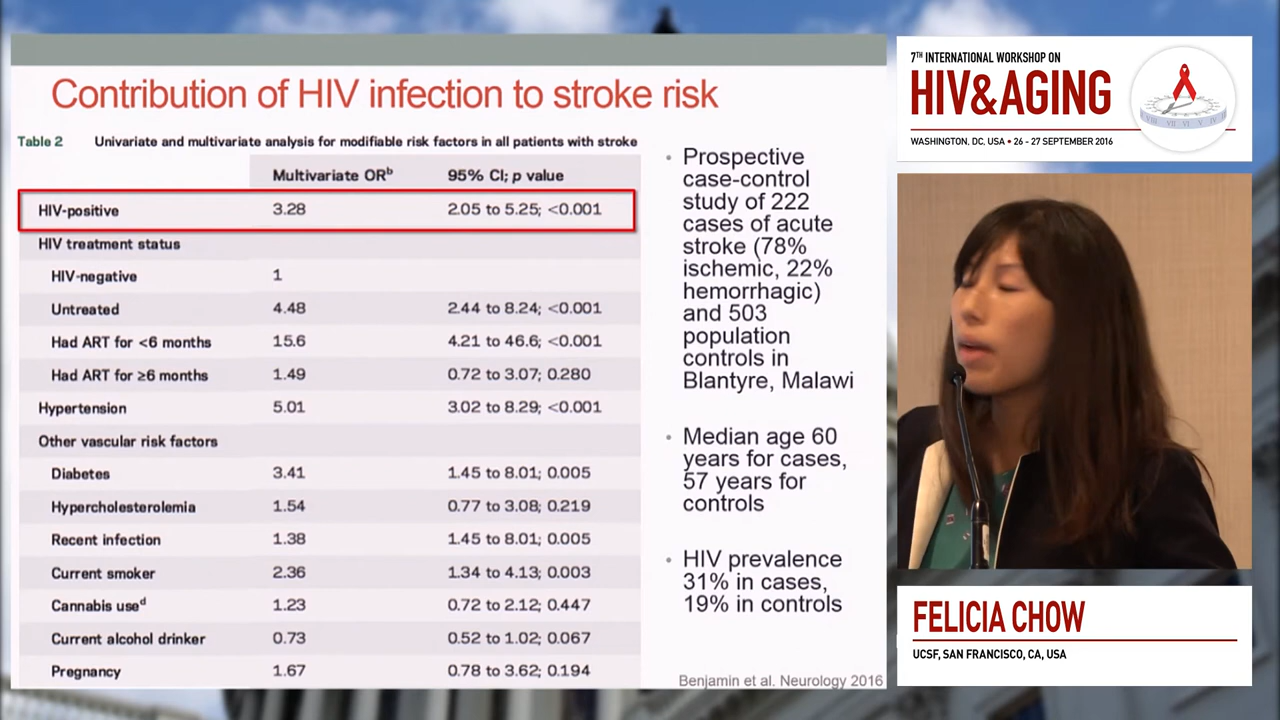 Contribution of HIV infection to stroke risk
Table 2 Univariate and multivariate analysis for modifiable risk factors in all patients with stroke
Multivariate ORᵇ 95% CI; p value
HIV-positive 3.28 2.05 to 5.25; <0.001
HIV treatment status
HIV-negative 1
Untreated 4.48 2.44 to 8.24; <0.001
Had ART for <6 months 15.6 4.21 to 46.6; <0.001
Had ART for ≥6 months 1.49 0.72 to 3.07; 0.280
Hypertension 5.01 3.02 to 8.29; <0.001
Other vascular risk factors
Diabetes 3.41 1.45 to 8.01; 0.005
Hypercholesterolemia 1.54 0.77 to 3.08; 0.219
Recent infection 1.38 1.45 to 8.01; 0.005
Current smoker 2.36 1.34 to 4.13; 0.003
Cannabis useᵈ 1.23 0.72 to 2.12; 0.447
Current alcohol drinker 0.73 0.52 to 1.02; 0.067
Pregnancy 1.67 0.78 to 3.62; 0.194
• Prospective
case-control
study of 222
cases of acute
stroke (78%
ischemic, 22%
hemorrhagic)
and 503
population
controls in
Blantyre, Malawi
• Median age 60
years for cases,
57 years for
controls
• HIV prevalence
31% in cases,
19% in controls
Benjamin et al. Neurology 2016
7TH INTERNATIONAL WORKSHOP ON
HIV&AGING
WASHINGTON, DC, USA • 26 - 27 SEPTEMBER 2016
FELICIA CHOW
UCSF, SAN FRANCISCO, CA, USA